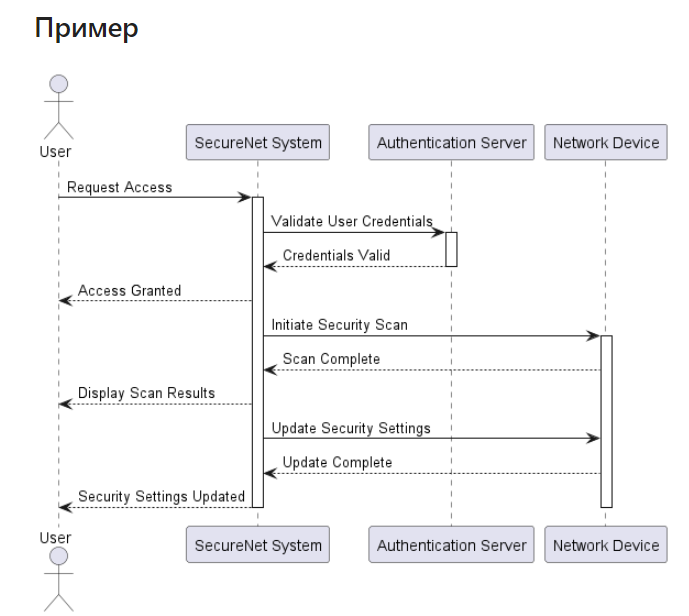 Пример
User
SecureNet System
Authentication Server
Network Device
Request Access
Validate User Credentials
Credentials Valid
Access Granted
Initiate Security Scan
Scan Complete
Display Scan Results
Update Security Settings
Update Complete
Security Settings Updated
User
SecureNet System
Authentication Server
Network Device